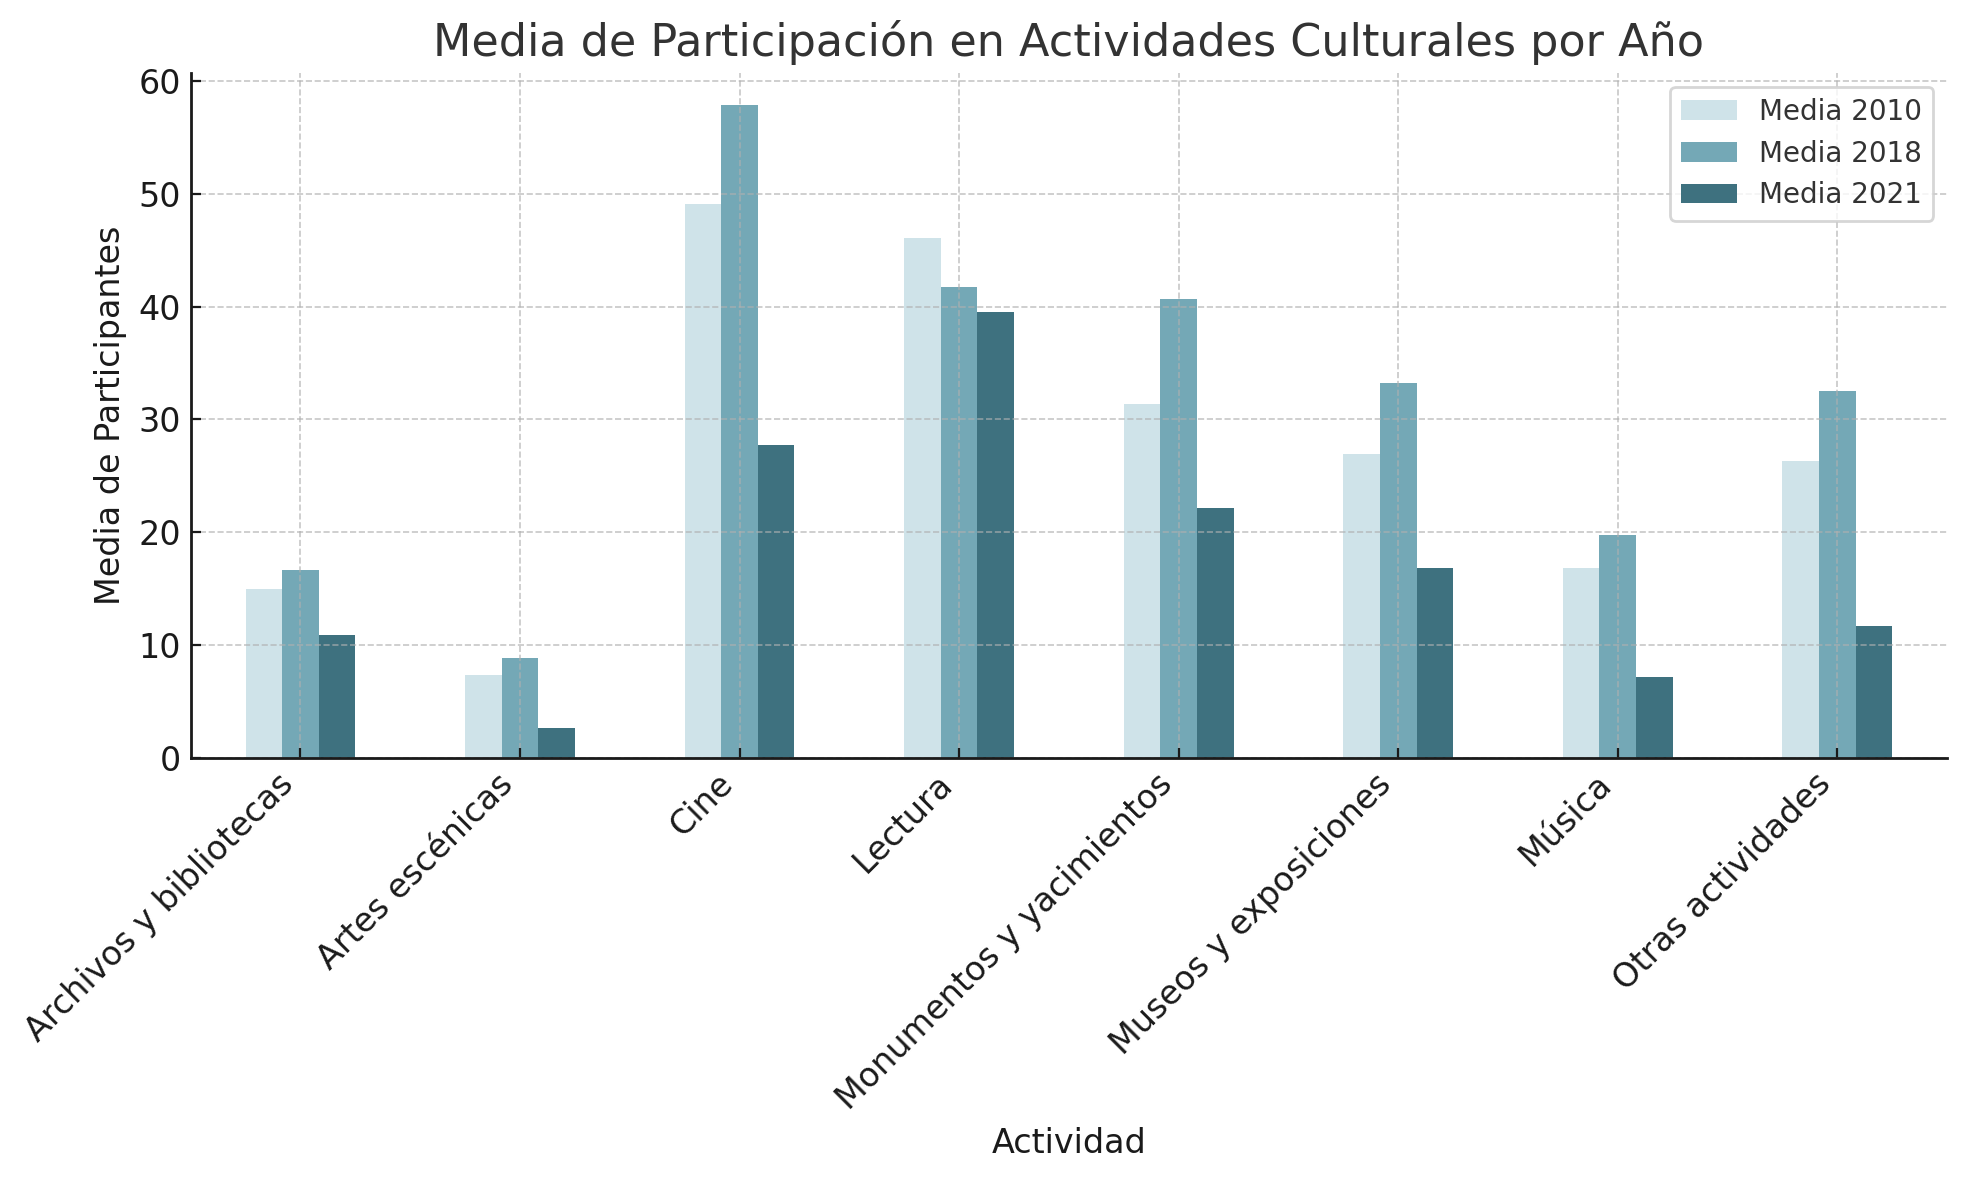 Media de Participación en Actividades Culturales por Año
Media 2010
Media 2018
Media 2021
Media de Participantes
60
50
40
30
20
10
0
Archivos y bibliotecas
Artes escénicas
Cine
Lectura
Monumentos y yacimientos
Museos y exposiciones
Música
Otras actividades
Actividad